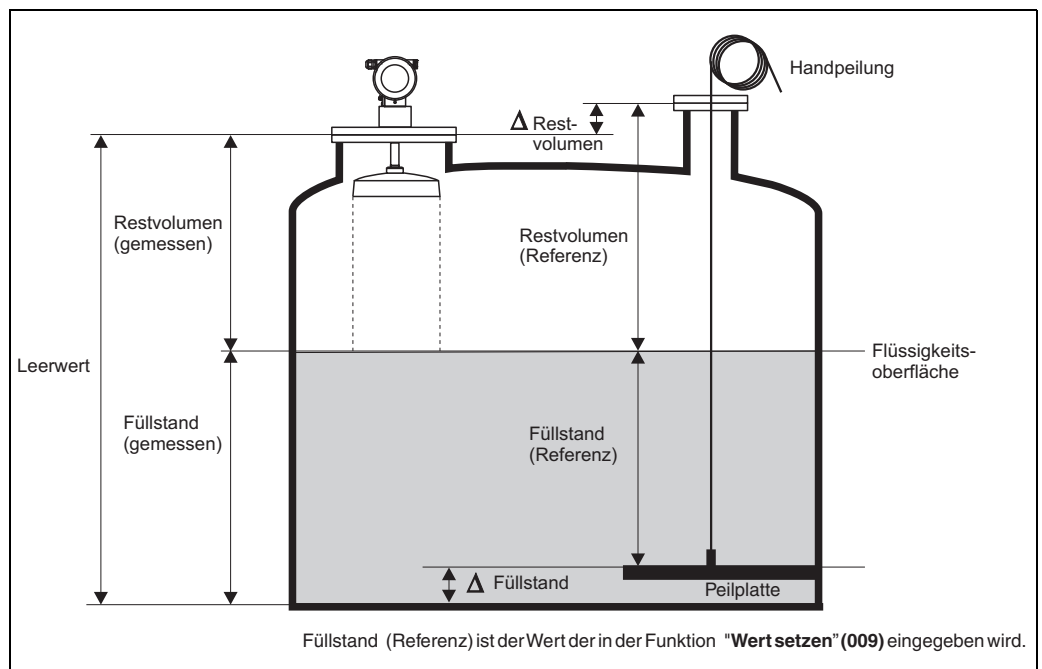 Handpeilung
Δ Rest-
volumen
Restvolumen
(gemessen)
Restvolumen
(Referenz)
Leerwert
Flüssigkeits-
oberfläche
Füllstand
(gemessen)
Füllstand
(Referenz)
Δ Füllstand
Peilplatte
Füllstand (Referenz) ist der Wert der in der Funktion "Wert setzen" (009) eingegeben wird.